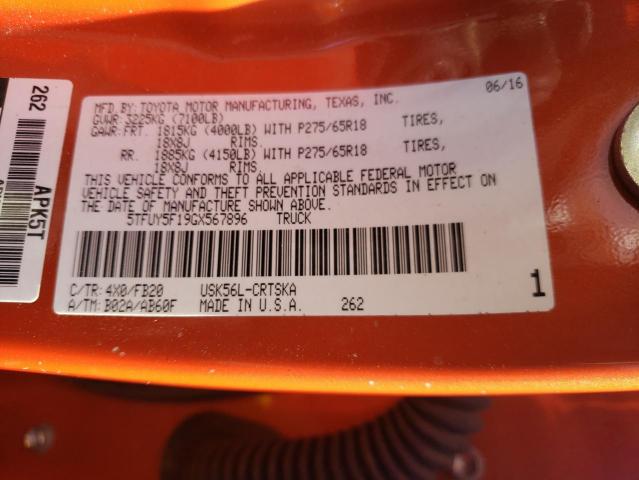 MFD.BY: TOYOTA MOTOR MANUFACTURING, TEXAS, INC. 06/16
GVWR: 3225KG (7100LB)
GAWR: FRT. 1815KG (4000LB) WITH P275/65R18 TIRES,
18X8J RIMS.
RR. 1885KG (4150LB) WITH P275/65R18 TIRES,
18X8J RIMS.
THIS VEHICLE CONFORMS TO ALL APPLICABLE FEDERAL MOTOR
VEHICLE SAFETY AND THEFT PREVENTION STANDARDS IN EFFECT ON
THE DATE OF MANUFACTURE SHOWN ABOVE.
5TFUY5F19GX567896 TRUCK
C/TR: 4X0/FB20 USK56L-CRTSKA
A/TM: B02A/AB60F MADE IN U.S.A. 262
1
262
APK5T